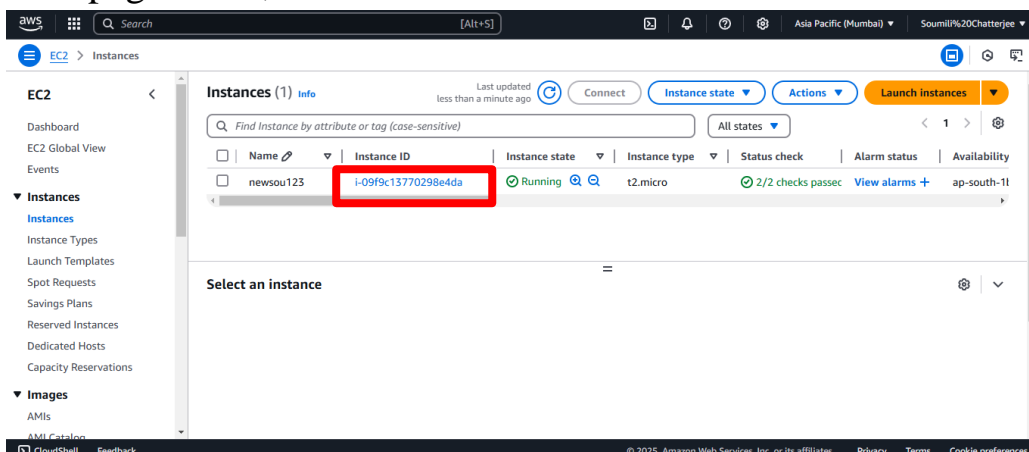 aws Search [Alt+S] Asia Pacific (Mumbai) Soumili%20Chatterjee
EC2 > Instances
EC2
Dashboard
EC2 Global View
Events
Instances
Instances
Instance Types
Launch Templates
Spot Requests
Savings Plans
Reserved Instances
Dedicated Hosts
Capacity Reservations
Images
AMIs
AMI Catalog
Instances (1) Info
Last updated
less than a minute ago
Connect Instance state Actions Launch instances
Find Instance by attribute or tag (case-sensitive) All states 1
Name Instance ID Instance state Instance type Status check Alarm status Availability
newsou123 i-09f9c13770298e4da Running t2.micro 2/2 checks passec View alarms + ap-south-1
Select an instance
CloudShell Feedback © 2025, Amazon Web Services, Inc. or its affiliates. Privacy Terms Cookie preferences